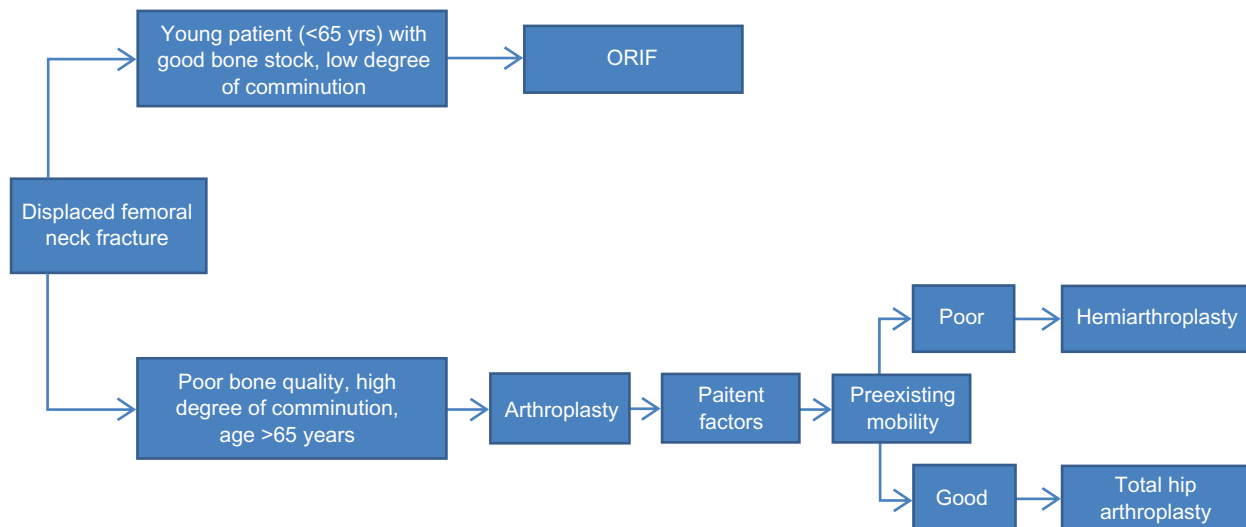 Young patient (<65 yrs) with
good bone stock, low degree
of comminution
ORIF
Displaced femoral
neck fracture
Poor bone quality, high
degree of comminution,
age >65 years
Arthroplasty
Paitent
factors
Preexisting
mobility
Poor
Hemiarthroplasty
Good
Total hip
arthroplasty